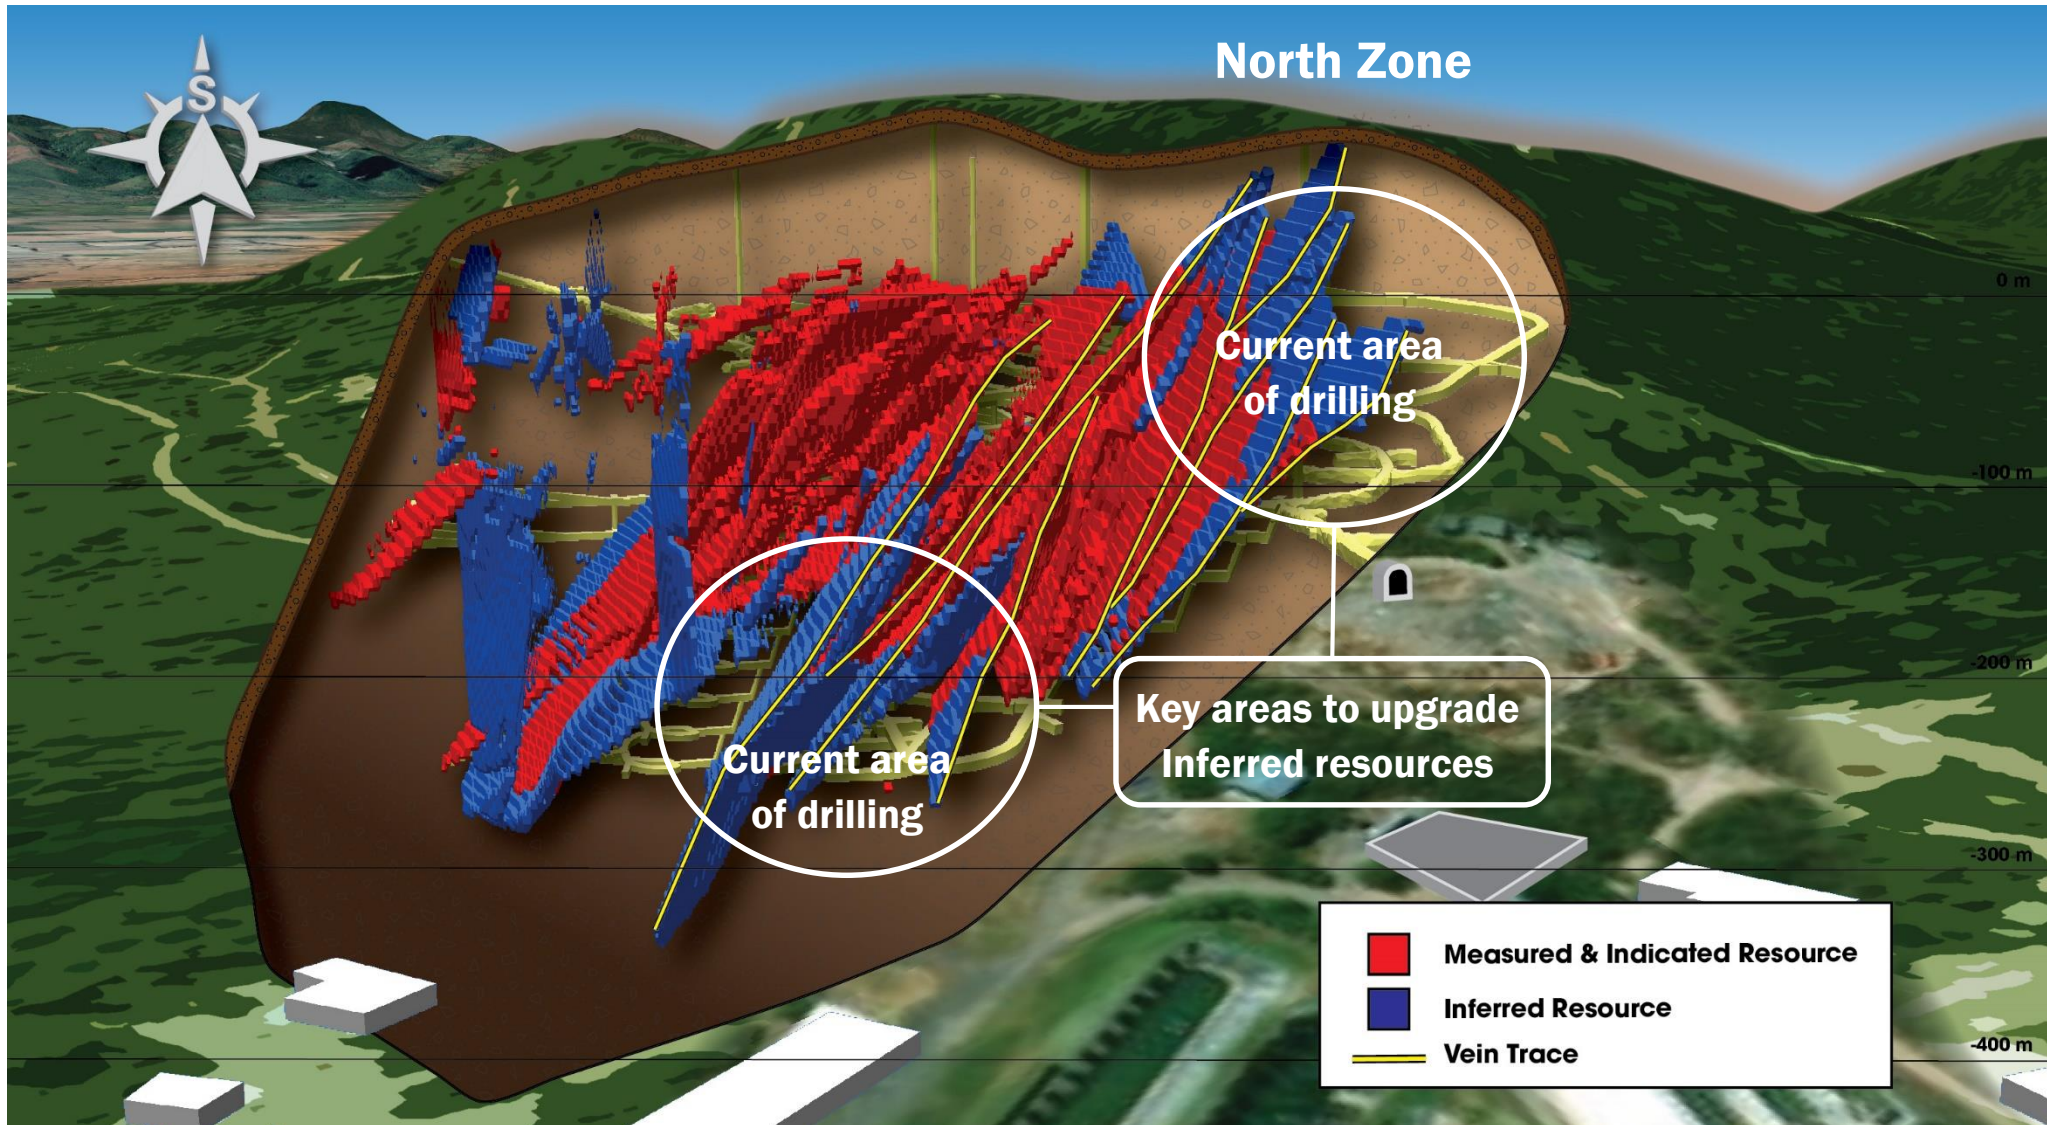 North Zone
S
0 m
Current area
of drilling
-100 m
-200 m
Key areas to upgrade
Inferred resources
Current area
of drilling
-300 m
Measured & Indicated Resource
Inferred Resource
Vein Trace
-400 m